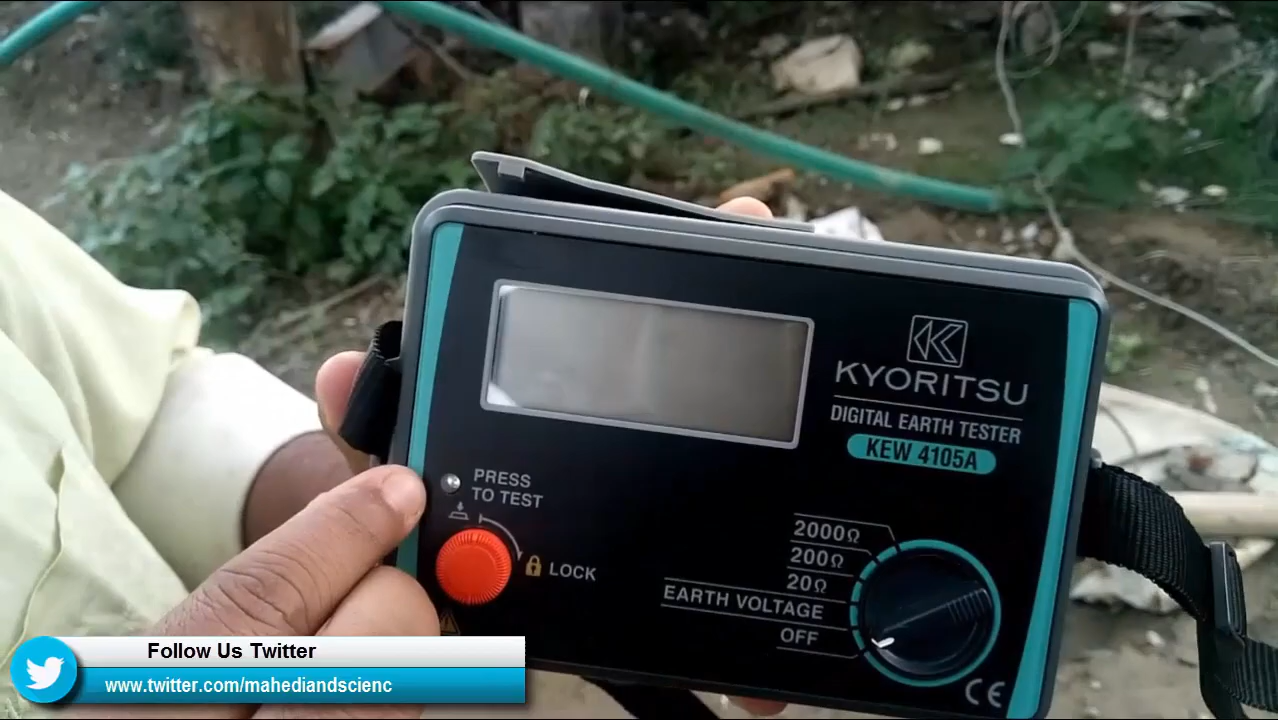 KYORITSU
DIGITAL EARTH TESTER
KEW 4105A
PRESS
TO TEST
LOCK
2000Ω
200Ω
20Ω
EARTH VOLTAGE
OFF
CE
Follow Us Twitter
www.twitter.com/mahediandscienc